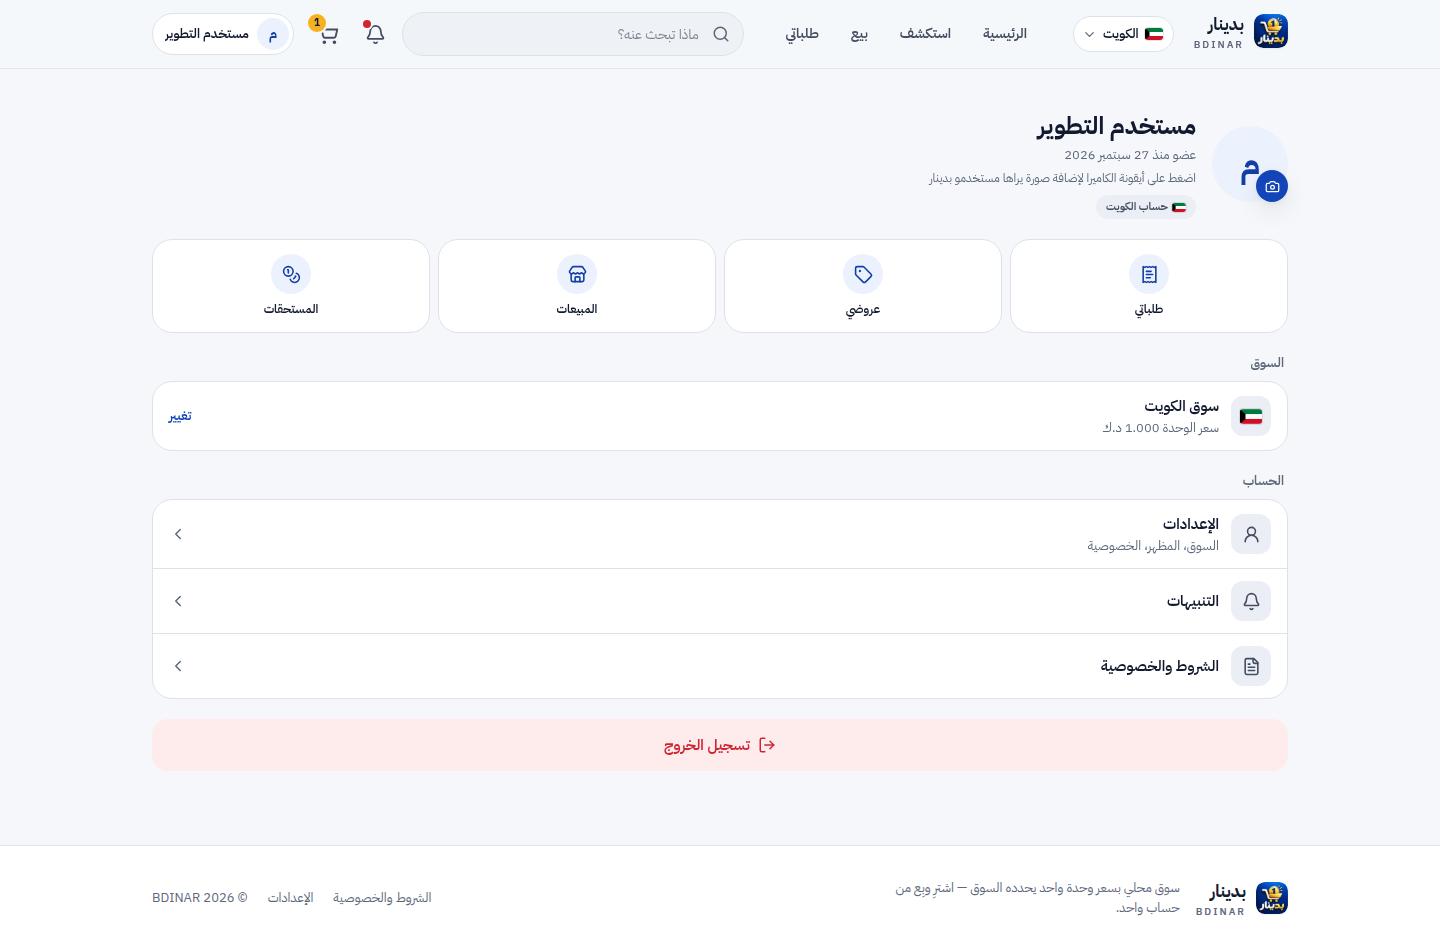 بدينار
BDINAR
الكويت
الرئيسية
استكشف
بيع
طلباتي
ماذا تبحث عنه؟
1
م
مستخدم التطوير
م
مستخدم التطوير
عضو منذ 27 سبتمبر 2026
اضغط على أيقونة الكاميرا لإضافة صورة يراها مستخدمو بدينار
حساب الكويت
طلباتي
عروضي
المبيعات
المستحقات
السوق
سوق الكويت
سعر الوحدة 1.000 د.ك
تغيير
الحساب
الإعدادات
السوق، المظهر، الخصوصية
التنبيهات
الشروط والخصوصية
تسجيل الخروج
بدينار
BDINAR
سوق محلي بسعر وحدة واحد يحدده السوق — اشترِ وبِع من
حساب واحد.
الشروط والخصوصية
الإعدادات
© 2026 BDINAR